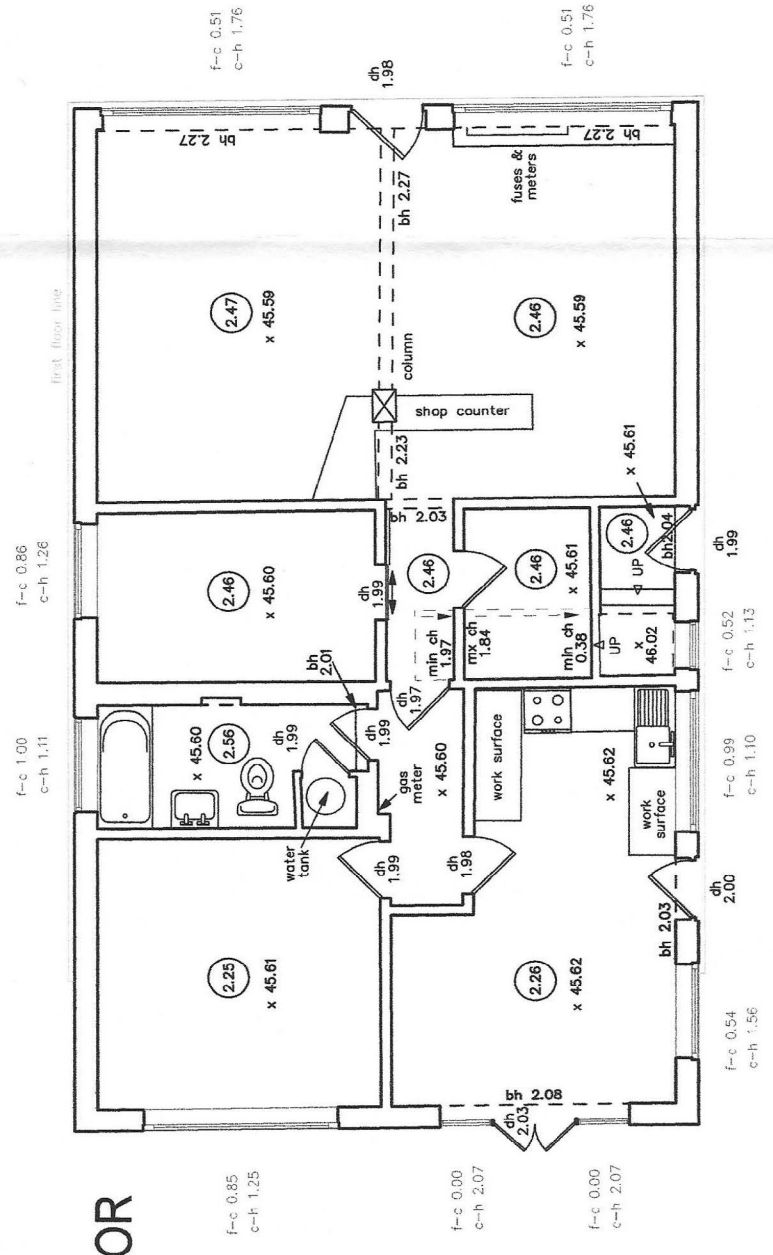 f-c 0.51
c-h 1.76
f-c 0.51
c-h 1.76
dh
1.98
bh 2.27
bh 2.27
bh 2.27
fuses &
meters
first floor line
2.47
x 45.59
2.46
x 45.59
column
shop counter
bh 2.23
x 45.61
f-c 0.86
c-h 1.26
bh 2.03
2.46
x 45.60
dh
1.99
2.46
2.46
x 45.61
2.46
bh2.04
UP
dh
1.99
min ch
1.97
mx ch
1.84
min ch
0.38
UP
x
46.02
f-c 0.52
c-h 1.13
bh
2.01
dh
1.97
f-c 1.00
c-h 1.11
x 45.60
2.56
dh
1.99
dh
1.99
gas
meter
x 45.60
work surface
x 45.62
work
surface
f-c 0.99
c-h 1.10
water
tank
dh
1.99
dh
1.98
bh 2.03
dh
2.00
2.25
x 45.61
2.26
x 45.62
f-c 0.54
c-h 1.56
bh 2.08
dh
2.03
f-c 0.85
c-h 1.25
f-c 0.00
c-h 2.07
f-c 0.00
c-h 2.07
OR